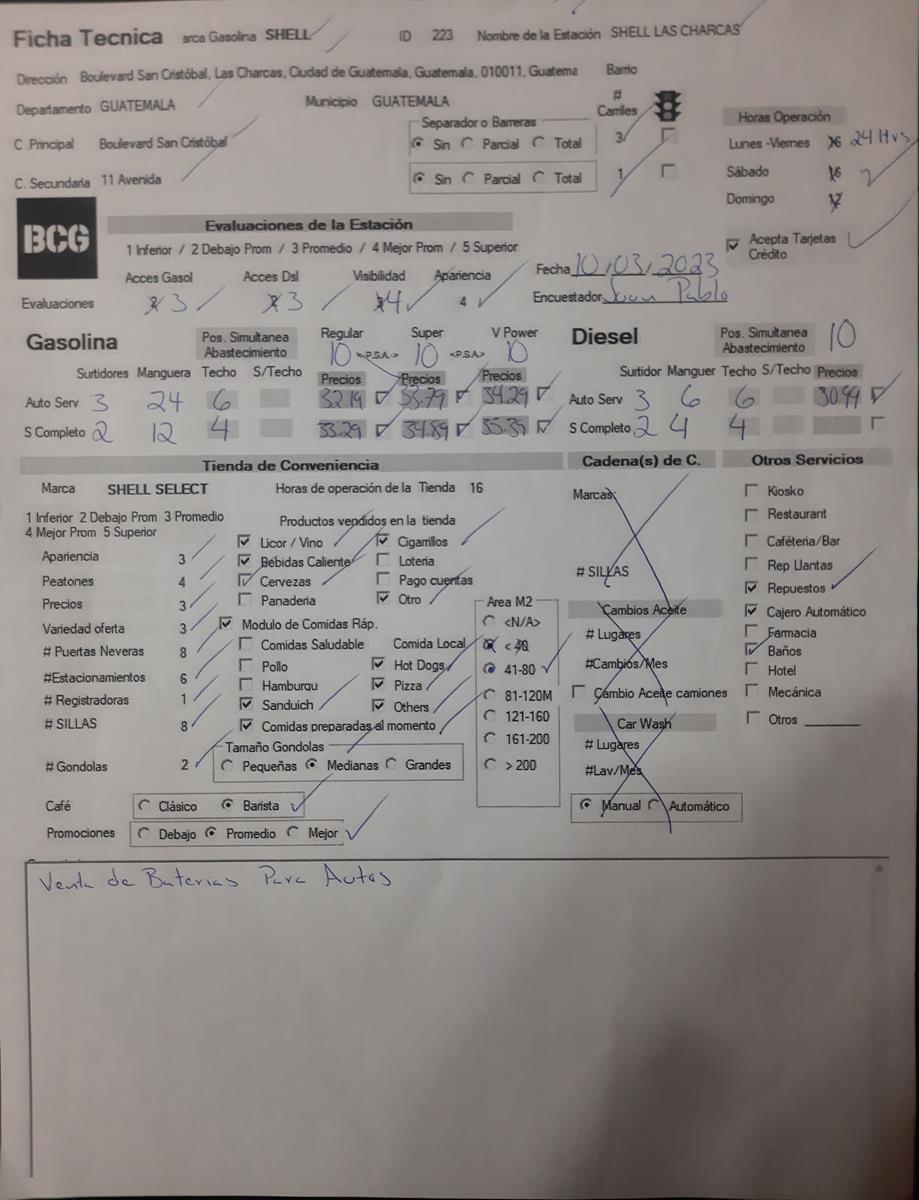 Ficha Tecnica arca Gasolina SHELL ID 223 Nombre de la Estación SHELL LAS CHARCAS
Dirección Boulevard San Cristóbal, Las Charcas, Ciudad de Guatemala, Guatemala, 010011, Guatema Barrio
Departamento GUATEMALA Municipio GUATEMALA # Carriles
Separador o Barreras Horas Operación
C .Principal Boulevard San Cristóbal Sin Parcial Total 3 Lunes -Viernes 24 Hrs
C. Secundaria 11 Avenida Sin Parcial Total 1 Sábado 16
Domingo
BCG
Evaluaciones de la Estación
1 Inferior / 2 Debajo Prom / 3 Promedio / 4 Mejor Prom / 5 Superior Acepta Tarjetas Crédito
Acces Gasol Acces Dsl Visibilidad Apariencia Fecha 10/03/2023
Evaluaciones 3 3 4 4 Encuestador Juan Pablo
Gasolina Pos. Simultanea Abastecimiento Regular Super V Power Diesel Pos. Simultanea Abastecimiento 10
10 <P.S.A-> 10 <P.S.A> 10
Surtidores Manguera Techo S/Techo Precios Precios Precios Surtidor Manguer Techo S/Techo Precios
Auto Serv 3 24 6 32.19 33.79 34.29 Auto Serv 3 6 6 30.99
S Completo 2 12 4 33.29 34.89 35.39 S Completo 2 4 4
Tienda de Conveniencia Cadena(s) de C. Otros Servicios
Marca SHELL SELECT Horas de operación de la Tienda 16 Marcas: Kiosko
1 Inferior 2 Debajo Prom 3 Promedio
4 Mejor Prom 5 Superior Productos vendidos en la tienda Restaurant
Apariencia 3 Licor / Vino Cigarrillos Caféteria/Bar
Peatones 4 Bebidas Caliente Loteria # SILLAS Rep Llantas
Cervezas Pago cuentas Repuestos
Precios 3 Panaderia Otro Area M2 Cambios Aceite Cajero Automático
Variedad oferta 3 Modulo de Comidas Ráp. <N/A> # Lugares Farmacia
# Puertas Neveras 8 Comidas Saludable Comida Local < 40 Baños
#Estacionamientos 6 Pollo Hot Dogs 41-80 #Cambios/Mes Hotel
# Registradoras 1 Hamburqu Pizza 81-120M Cambio Aceite camiones Mecánica
# SILLAS 8 Sanduich Others 121-160 Car Wash Otros
Comidas preparadas al momento 161-200 # Lugares
# Gondolas 2 Tamaño Gondolas
Pequeñas Medianas Grandes > 200 #Lav/Mes
Café Clásico Barista Manual Automático
Promociones Debajo Promedio Mejor
Venta de Baterias Para Autos